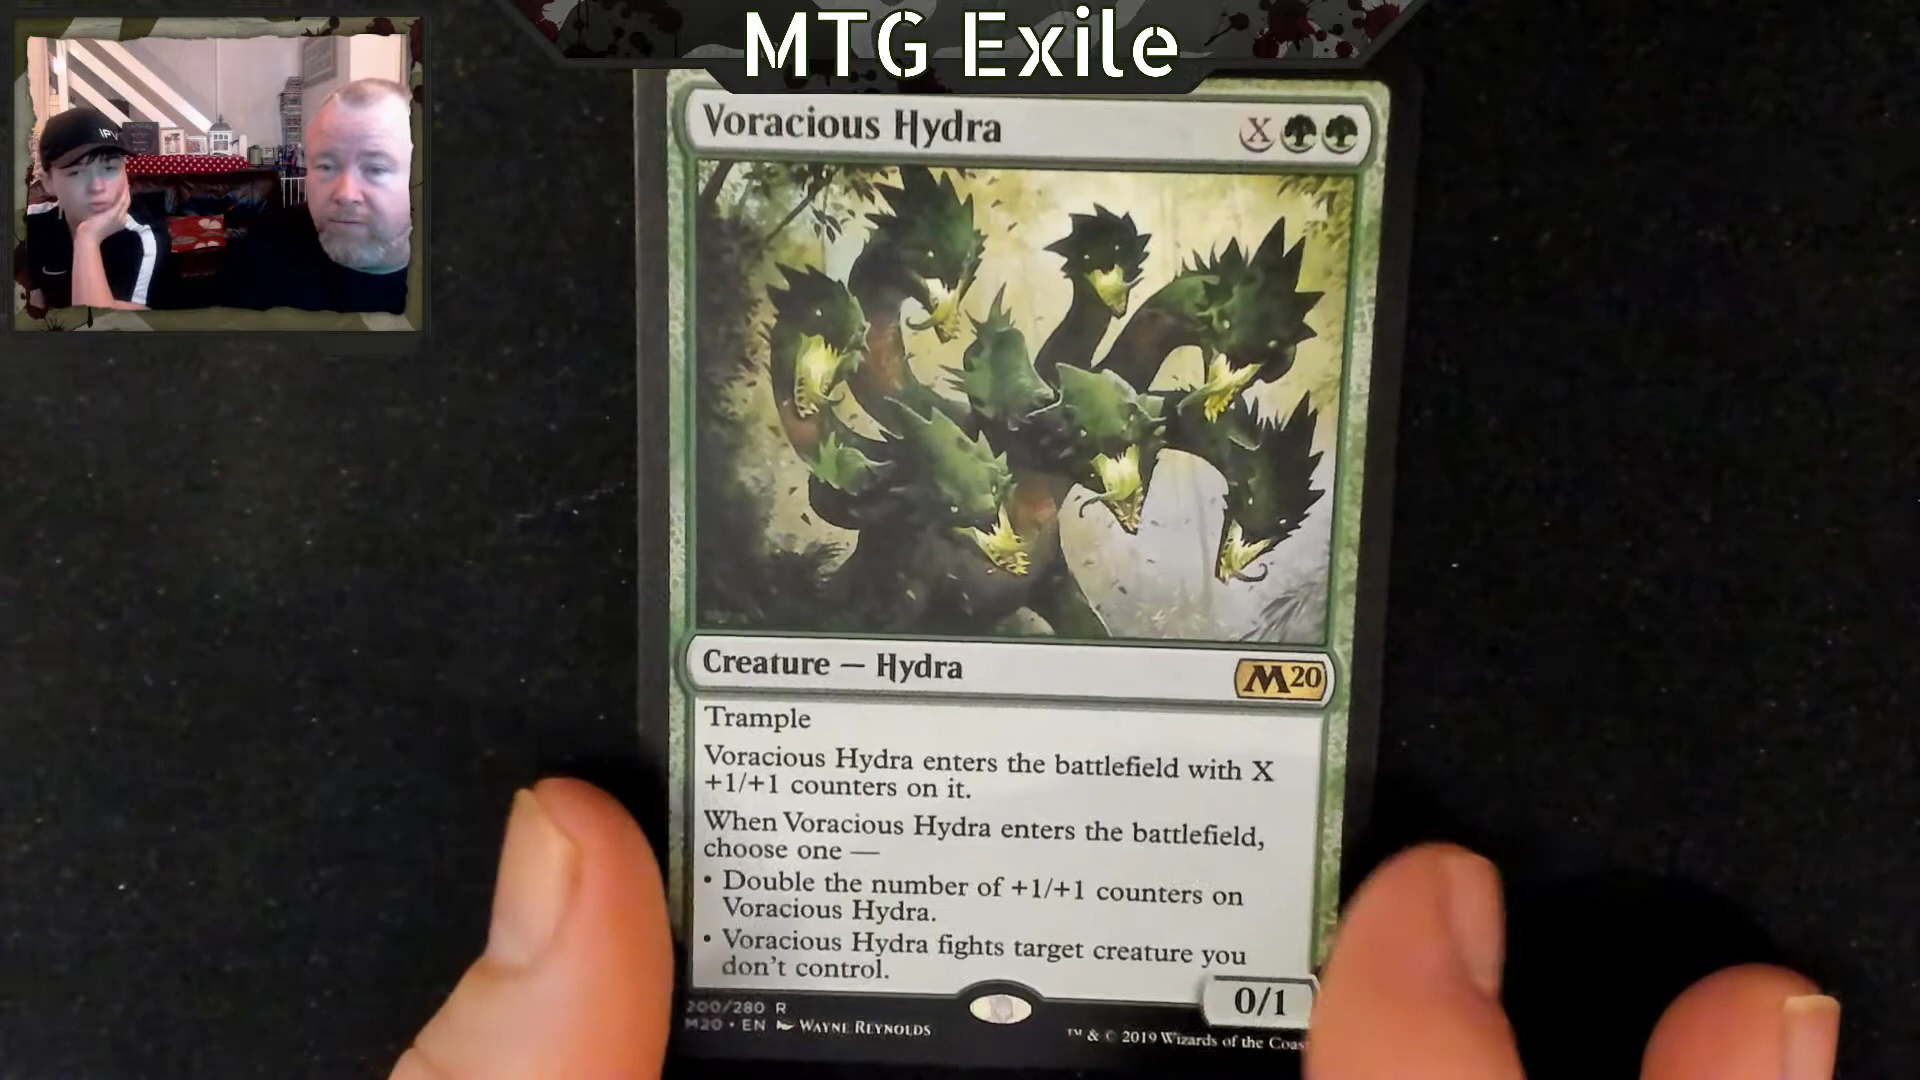 MTG Exile
Voracious Hydra X
Creature — Hydra M20
Trample
Voracious Hydra enters the battlefield with X
+1/+1 counters on it.
When Voracious Hydra enters the battlefield,
choose one —
• Double the number of +1/+1 counters on
Voracious Hydra.
• Voracious Hydra fights target creature you
don't control.
0/1
200/280 R
M20 • EN Wayne Reynolds
™ & © 2019 Wizards of the Coas